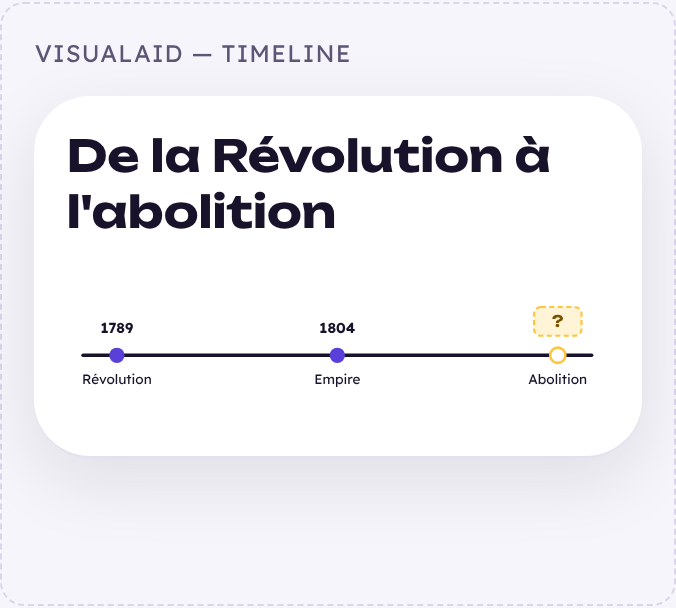 VISUALAID — TIMELINE
De la Révolution à
l'abolition
1789
1804
?
Révolution
Empire
Abolition